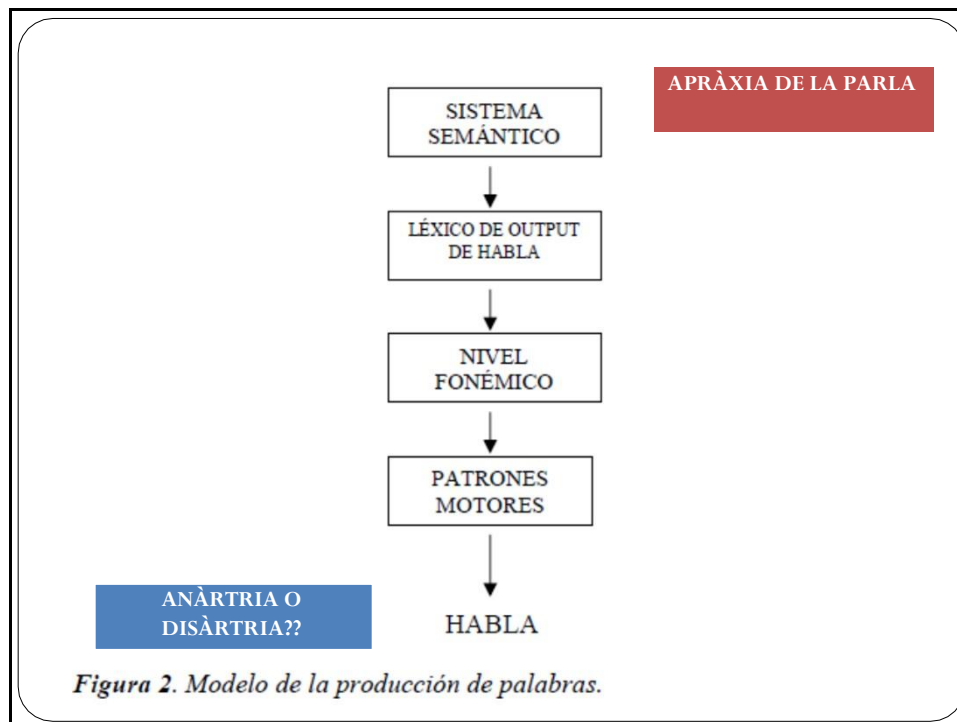 APRÀXIA DE LA PARLA
SISTEMA
SEMÁNTICO
LÉXICO DE OUTPUT
DE HABLA
NIVEL
FONÉMICO
PATRONES
MOTORES
ANÀRTRIA O
DISÀRTRIA??
HABLA
Figura 2. Modelo de la producción de palabras.